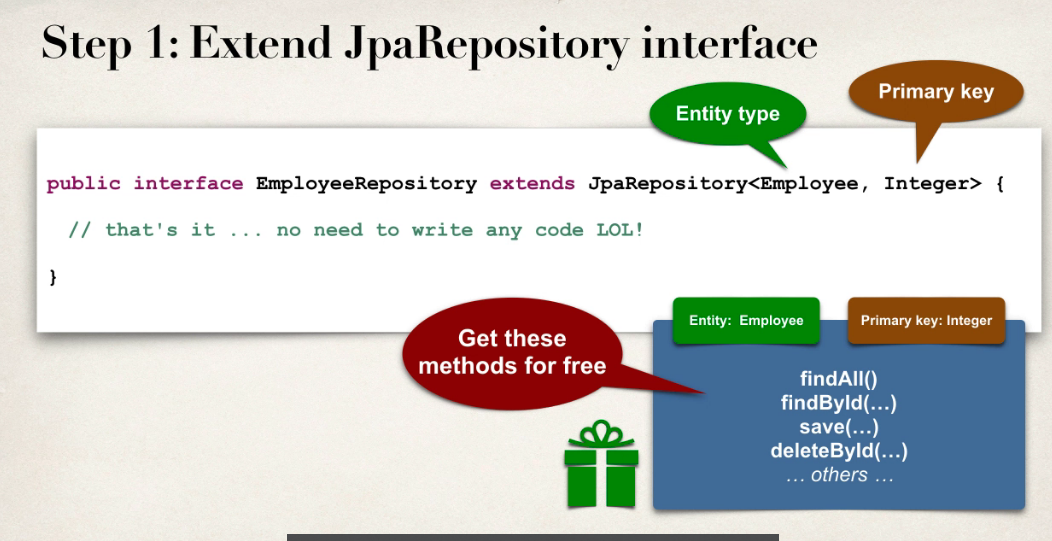 Step 1: Extend JpaRepository interface
Entity type
Primary key
public interface EmployeeRepository extends JpaRepository<Employee, Integer> {
// that's it ... no need to write any code LOL!
}
Get these
methods for free
Entity: Employee
Primary key: Integer
findAll()
findById(…)
save(…)
deleteById(…)
… others …